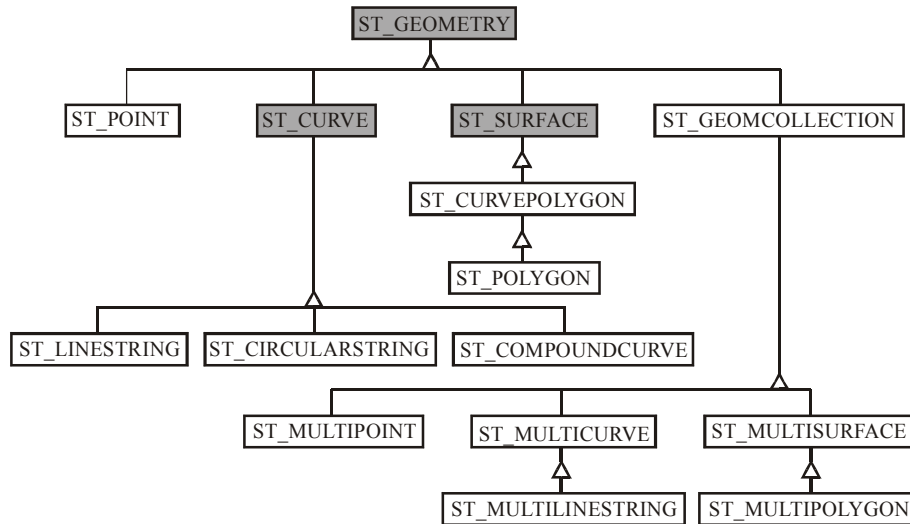 ST_GEOMETRY
ST_POINT
ST_CURVE
ST_SURFACE
ST_GEOMCOLLECTION
ST_CURVEPOLYGON
ST_POLYGON
ST_LINESTRING
ST_CIRCULARSTRING
ST_COMPOUNDCURVE
ST_MULTIPOINT
ST_MULTICURVE
ST_MULTISURFACE
ST_MULTILINESTRING
ST_MULTIPOLYGON